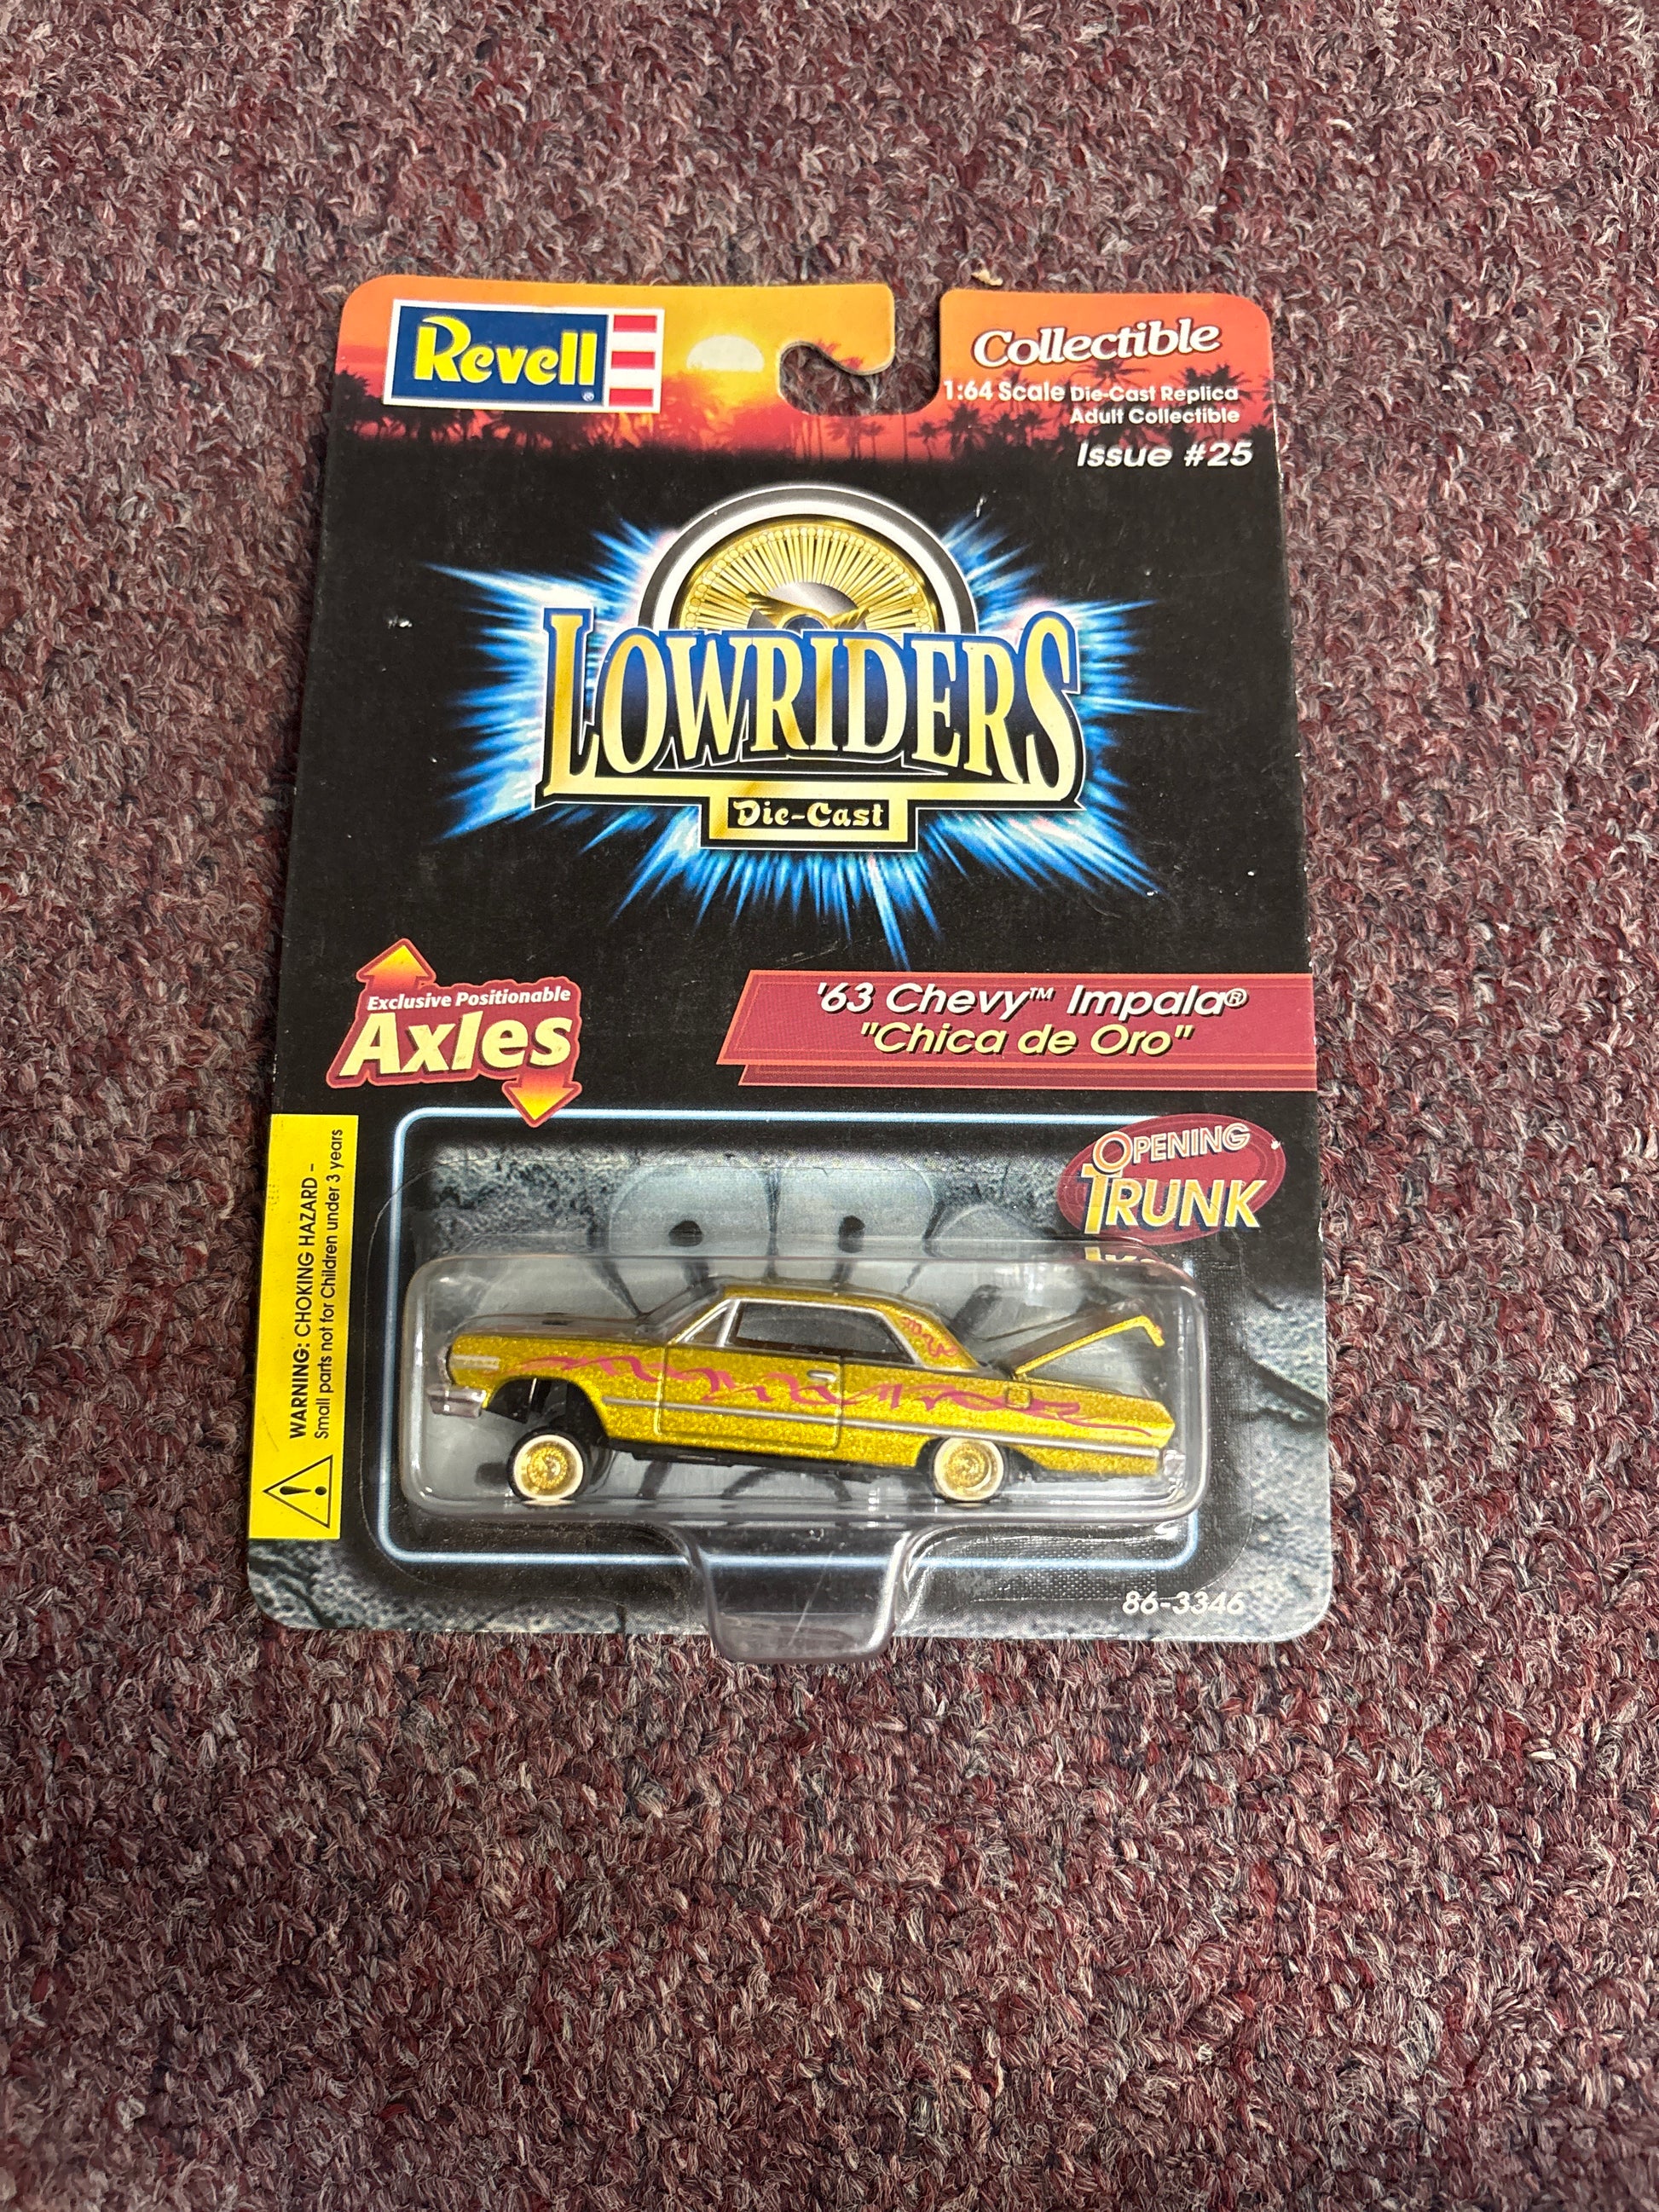 Revell®
Collectible
1:64 Scale Die-Cast Replica
Adult Collectible
Issue #25
LOWRIDERS
Die-Cast
Exclusive Positionable
Axles
'63 Chevy™ Impala®
"Chica de Oro"
OPENING
TRUNK
WARNING: CHOKING HAZARD –
Small parts not for Children under 3 years
86-3346